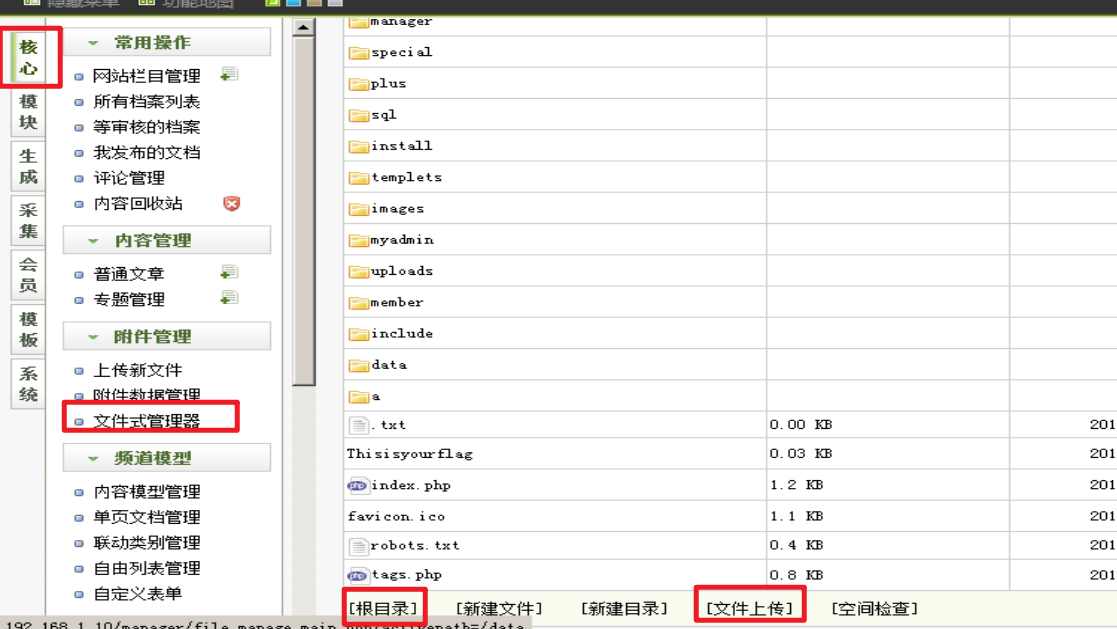 隐藏菜单 功能地图
核心
模块
生成
采集
会员
模板
系统
常用操作
网站栏目管理
所有档案列表
等审核的档案
我发布的文档
评论管理
内容回收站
内容管理
普通文章
专题管理
附件管理
上传新文件
附件数据管理
文件式管理器
频道模型
内容模型管理
单页文档管理
联动类别管理
自由列表管理
自定义表单
manager
special
plus
sql
install
templets
images
myadmin
uploads
member
include
data
a
.txt 0.00 KB 201
Thisisyourflag 0.03 KB 201
index.php 1.2 KB 201
favicon.ico 1.1 KB 201
robots.txt 0.4 KB 201
tags.php 0.8 KB 201
[根目录] [新建文件] [新建目录] [文件上传] [空间检查]
192.168.1.10/manager/file_manage_main.php?activepath=/data